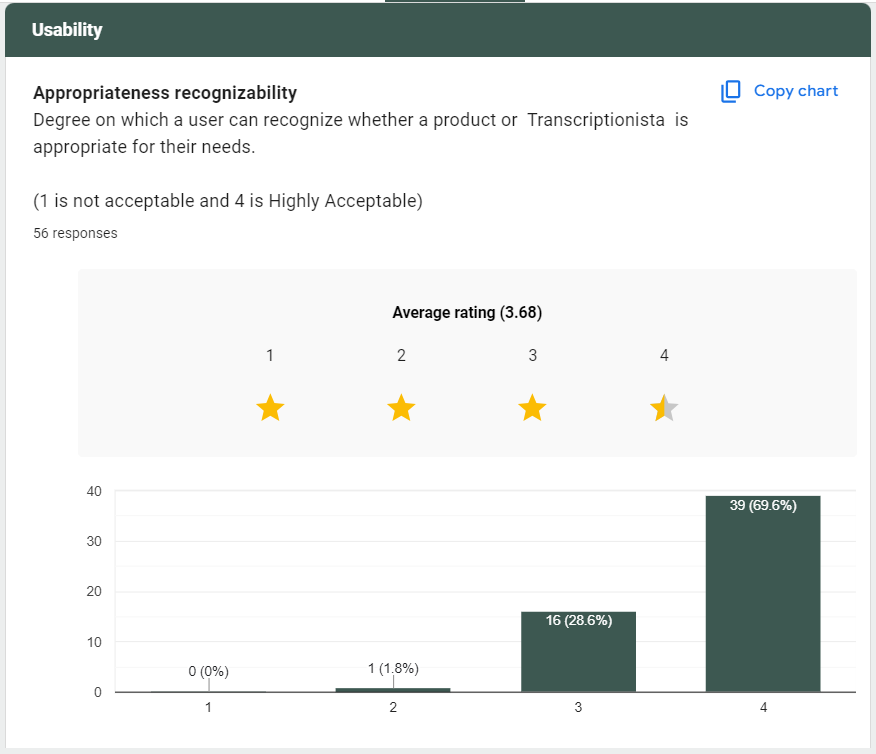 Usability
Appropriateness recognizability
Copy chart
Degree on which a user can recognize whether a product or Transcriptionista is
appropriate for their needs.
(1 is not acceptable and 4 is Highly Acceptable)
56 responses
Average rating (3.68)
1 2 3 4
40
39 (69.6%)
30
20
16 (28.6%)
10
1 (1.8%)
0 (0%)
0
1 2 3 4